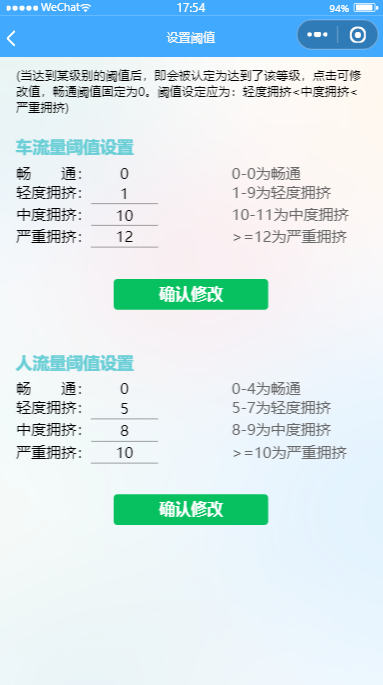 WeChat 17:54 94%
设置阈值
(当达到某级别的阈值后，即会被认定为达到了该等级，点击可修
改值，畅通阈值固定为0。阈值设定应为：轻度拥挤<中度拥挤<
严重拥挤)
车流量阈值设置
畅 通： 0 0-0为畅通
轻度拥挤： 1 1-9为轻度拥挤
中度拥挤： 10 10-11为中度拥挤
严重拥挤： 12 >=12为严重拥挤
确认修改
人流量阈值设置
畅 通： 0 0-4为畅通
轻度拥挤： 5 5-7为轻度拥挤
中度拥挤： 8 8-9为中度拥挤
严重拥挤： 10 >=10为严重拥挤
确认修改